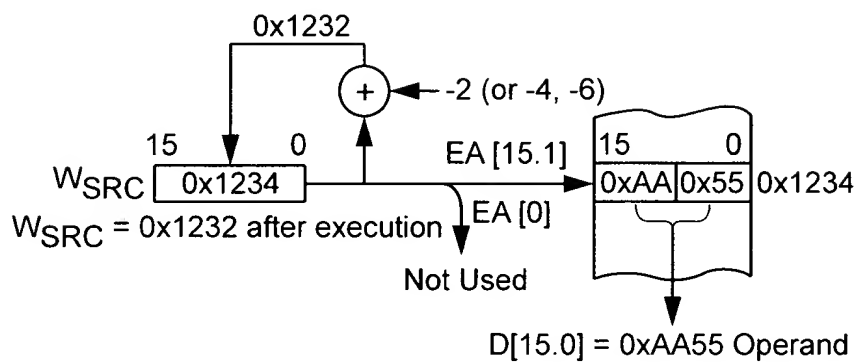 0x1232
+
-2 (or -4, -6)
15 0
15 0
EA [15.1]
WSRC 0x1234
0xAA 0x55 0x1234
EA [0]
WSRC = 0x1232 after execution
Not Used
D[15.0] = 0xAA55 Operand